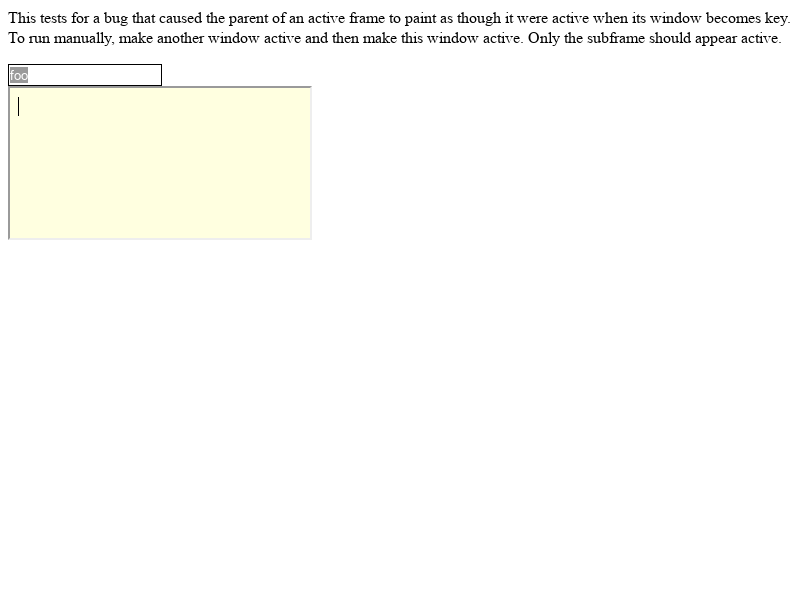 This tests for a bug that caused the parent of an active frame to paint as though it were active when its window becomes key.
To run manually, make another window active and then make this window active. Only the subframe should appear active.
foo